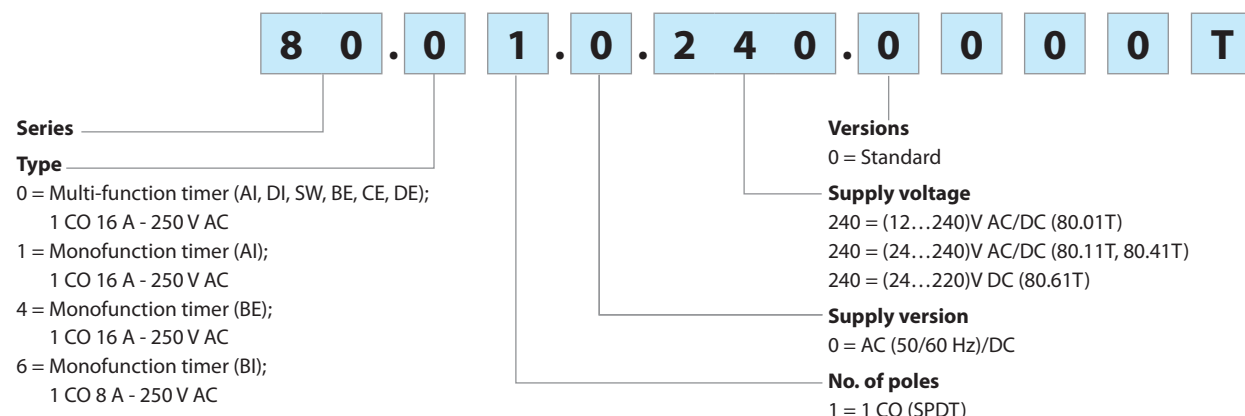 8 0 . 0 1 . 0 . 2 4 0 . 0 0 0 0 T
Series
Type
0 = Multi-function timer (AI, DI, SW, BE, CE, DE);
1 CO 16 A - 250 V AC
1 = Monofunction timer (AI);
1 CO 16 A - 250 V AC
4 = Monofunction timer (BE);
1 CO 16 A - 250 V AC
6 = Monofunction timer (BI);
1 CO 8 A - 250 V AC
Versions
0 = Standard
Supply voltage
240 = (12…240)V AC/DC (80.01T)
240 = (24…240)V AC/DC (80.11T, 80.41T)
240 = (24…220)V DC (80.61T)
Supply version
0 = AC (50/60 Hz)/DC
No. of poles
1 = 1 CO (SPDT)